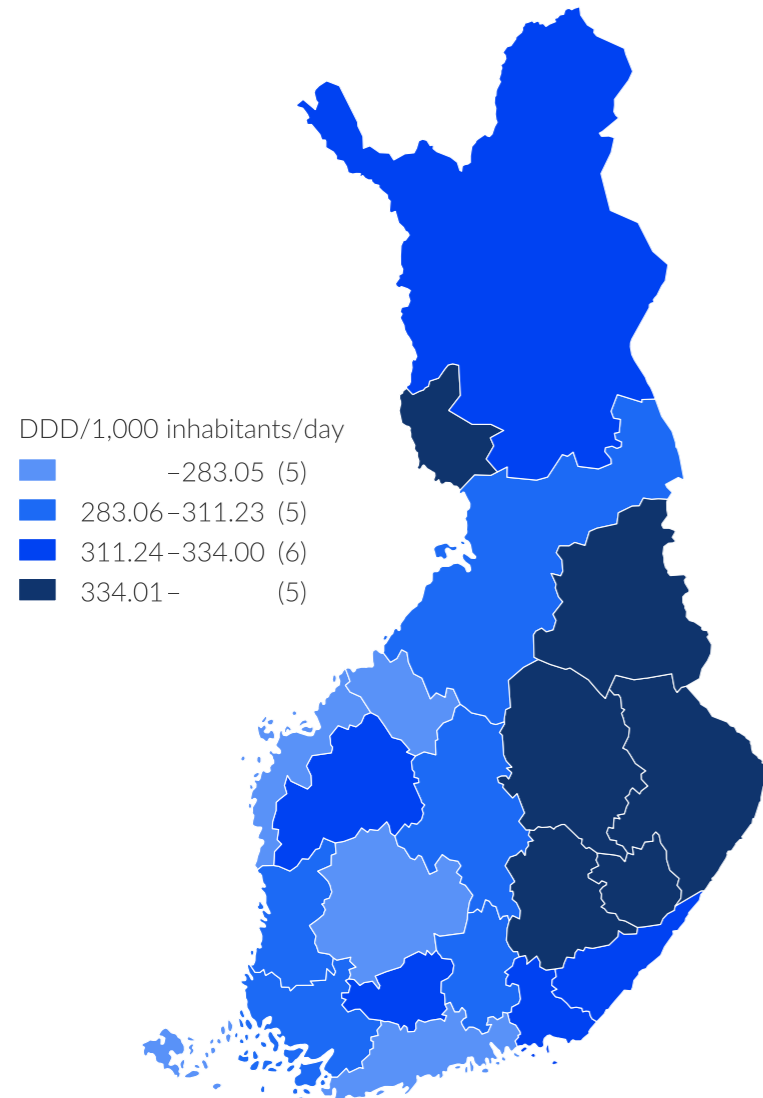 DDD/1,000 inhabitants/day
–283.05 (5)
283.06–311.23 (5)
311.24–334.00 (6)
334.01– (5)